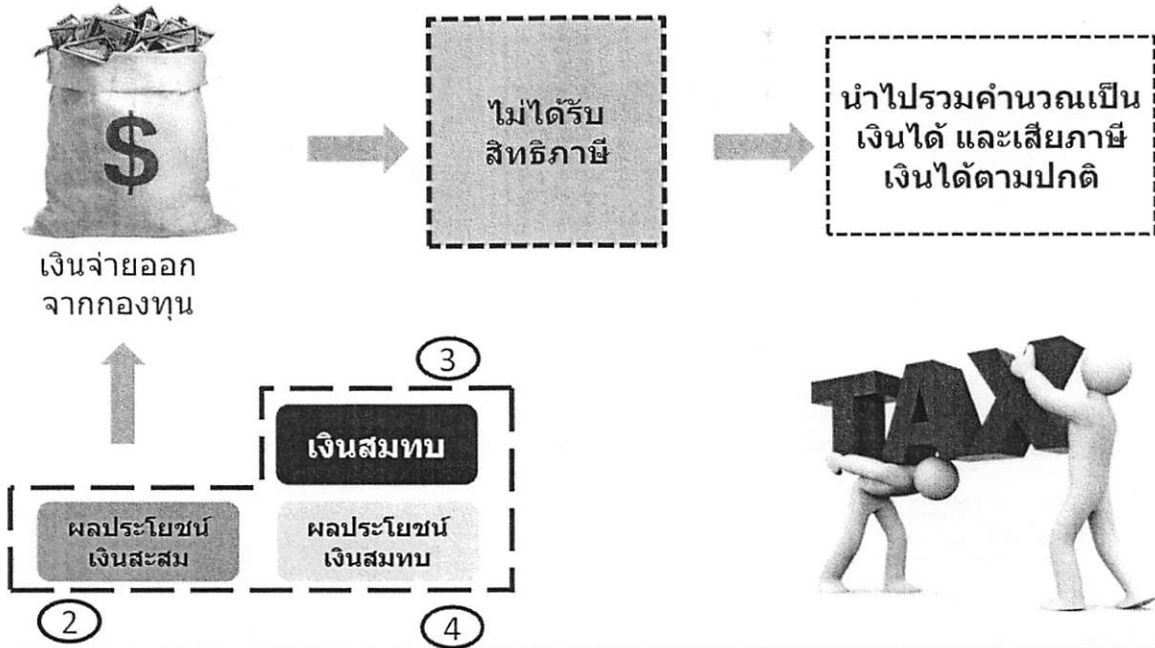 $
เงินจ่ายออก
จากกองทุน
ไม่ได้รับ
สิทธิภาษี
นำไปรวมคำนวณเป็น
เงินได้ และเสียภาษี
เงินได้ตามปกติ
3
เงินสมทบ
ผลประโยชน์
เงินสะสม
ผลประโยชน์
เงินสมทบ
2
4
TAX